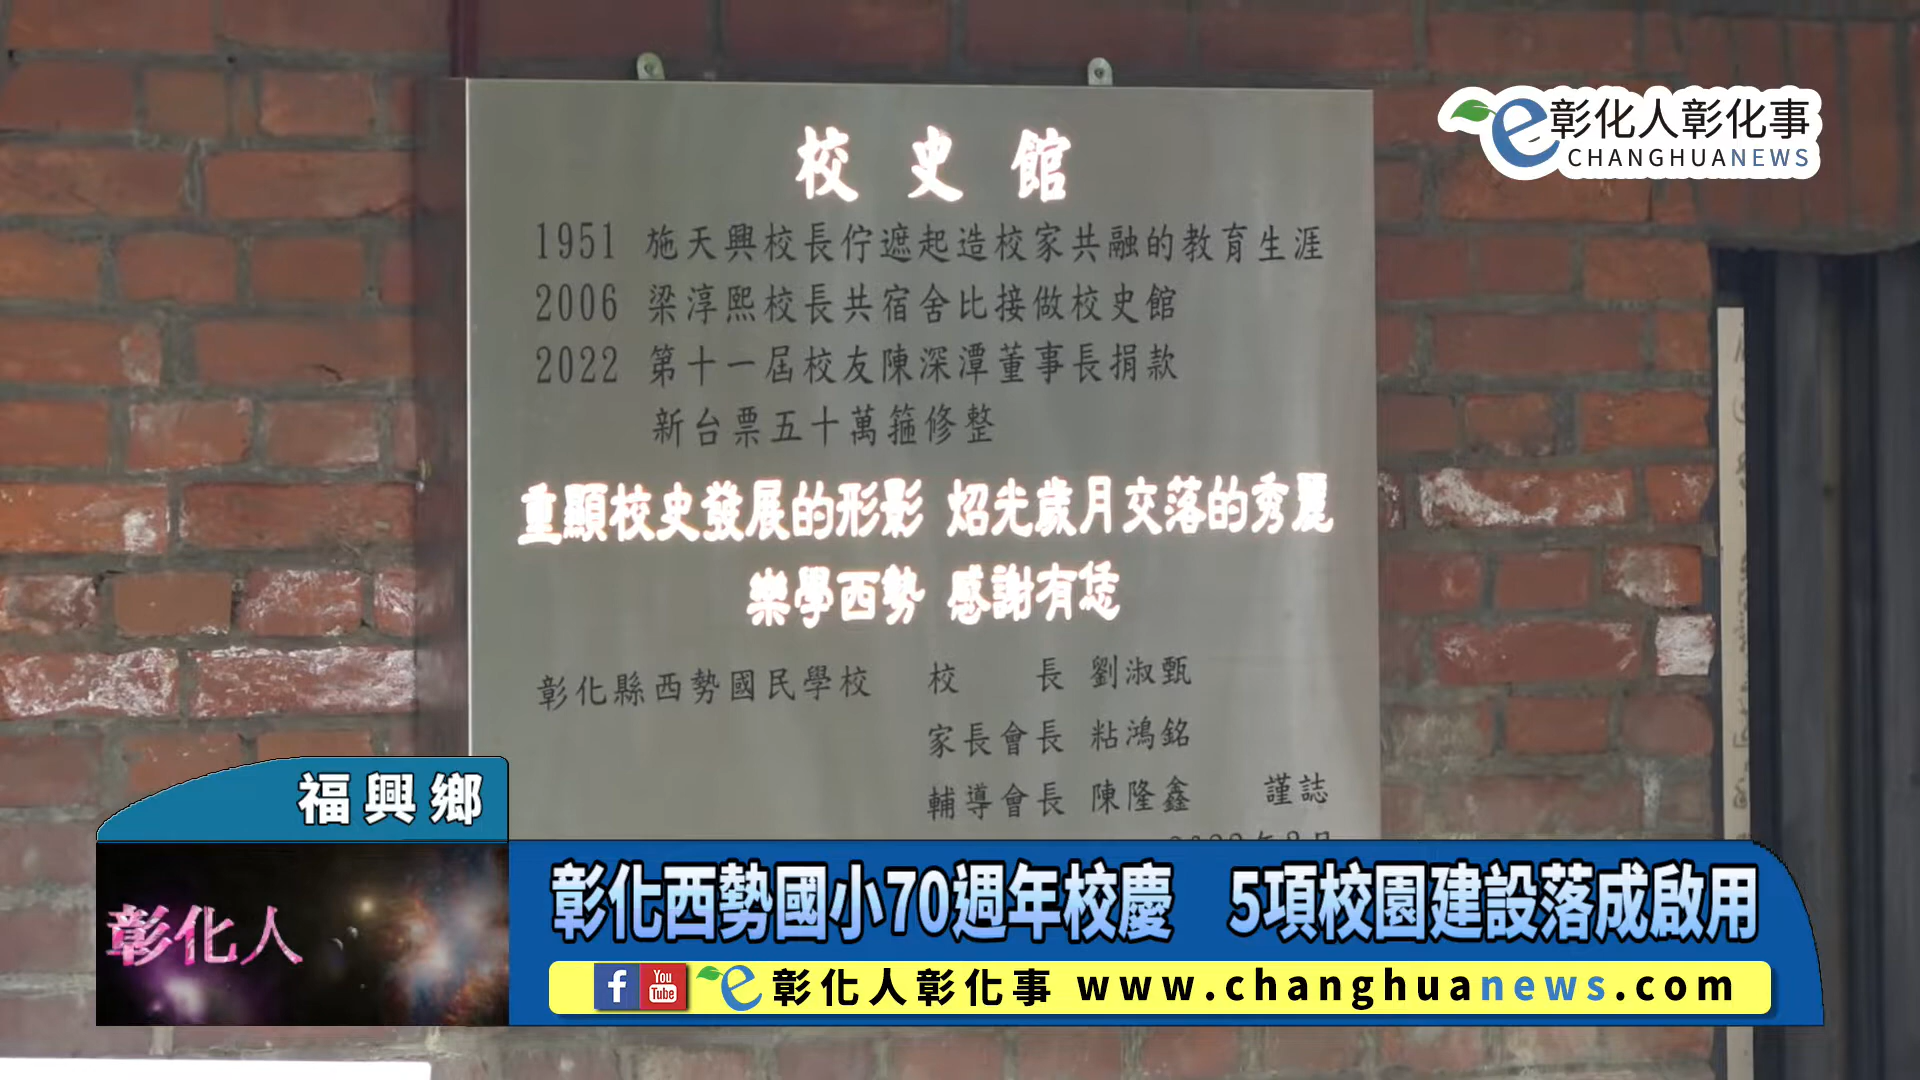 彰化人彰化事
CHANGHUANEWS
校史館
1951 施天興校長佇遮起造校家共融的教育生涯
2006 梁淳熙校長共宿舍比接做校史館
2022 第十一屆校友陳深潭董事長捐款
新台票五十萬箍修整
重顯校史發展的形影 炤光歲月交落的秀麗
樂學西勢 感謝有恁
彰化縣西勢國民學校 校長 劉淑甄
家長會長 粘鴻銘
輔導會長 陳隆鑫 謹誌
福興鄉
彰化人
彰化西勢國小70週年校慶 5項校園建設落成啟用
f You Tube e 彰化人彰化事 www.changhuanews.com